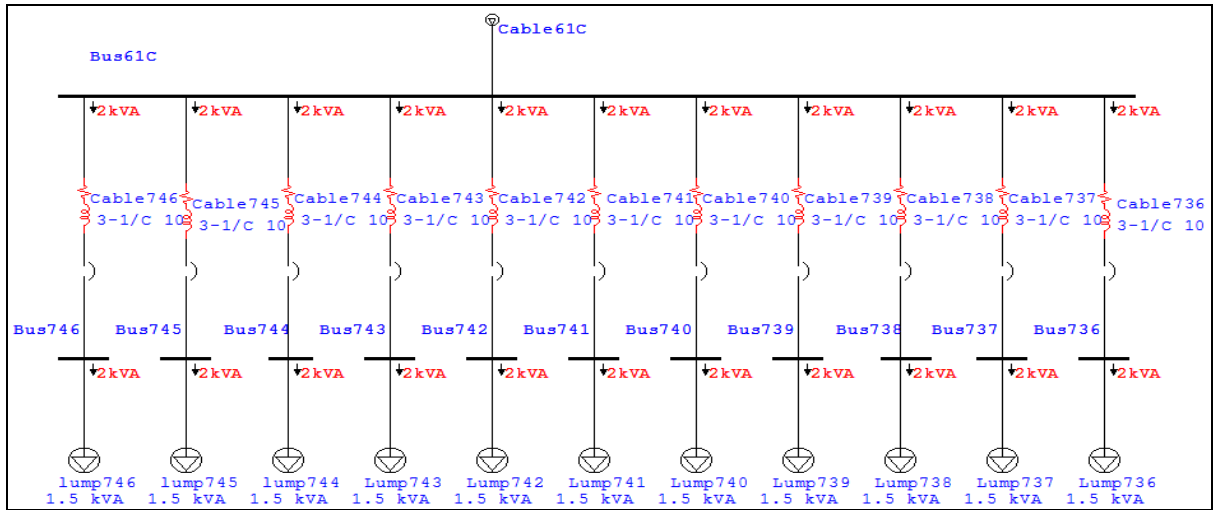 Cable61C
Bus61C
2kVA 2kVA 2kVA 2kVA 2kVA 2kVA 2kVA 2kVA 2kVA 2kVA 2kVA
Cable746 Cable745 Cable744 Cable743 Cable742 Cable741 Cable740 Cable739 Cable738 Cable737 Cable736
3-1/C 10 3-1/C 10 3-1/C 10 3-1/C 10 3-1/C 10 3-1/C 10 3-1/C 10 3-1/C 10 3-1/C 10 3-1/C 10 3-1/C 10
Bus746 Bus745 Bus744 Bus743 Bus742 Bus741 Bus740 Bus739 Bus738 Bus737 Bus736
2kVA 2kVA 2kVA 2kVA 2kVA 2kVA 2kVA 2kVA 2kVA 2kVA 2kVA
lump746 lump745 lump744 Lump743 Lump742 Lump741 Lump740 Lump739 Lump738 Lump737 Lump736
1.5 kVA 1.5 kVA 1.5 kVA 1.5 kVA 1.5 kVA 1.5 kVA 1.5 kVA 1.5 kVA 1.5 kVA 1.5 kVA 1.5 kVA